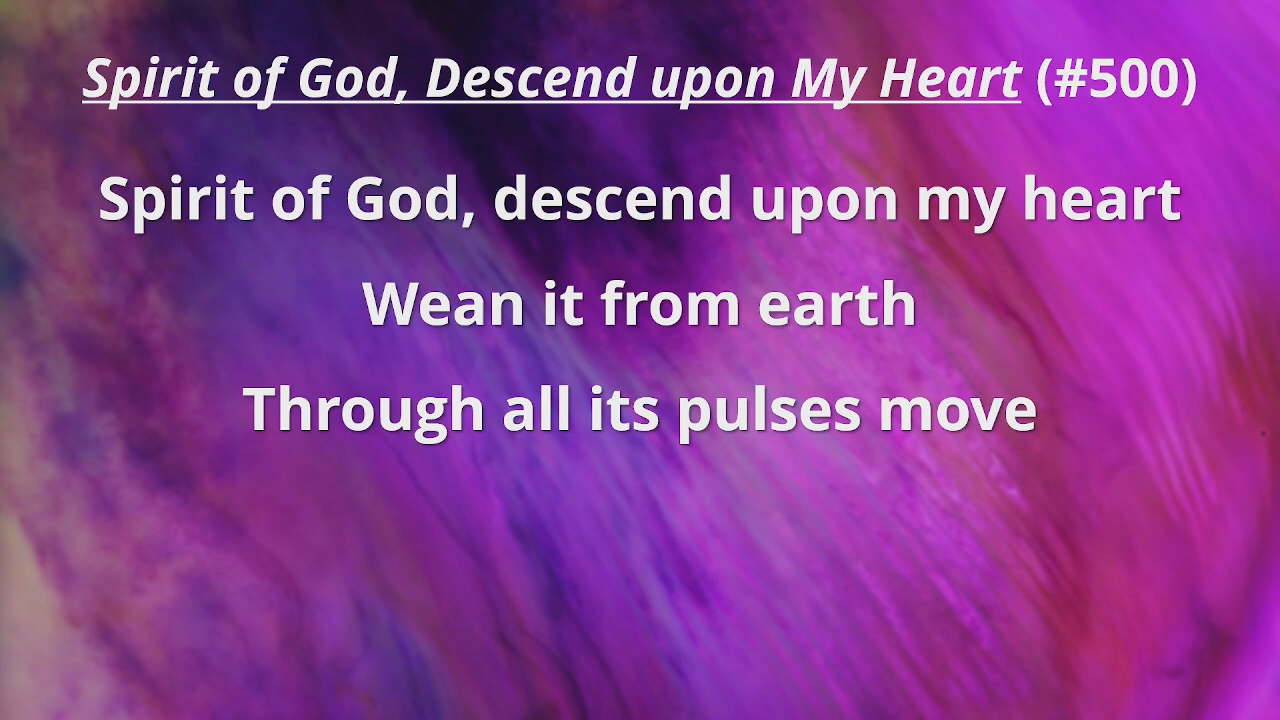 Spirit of God, Descend upon My Heart (#500)
Spirit of God, descend upon my heart
Wean it from earth
Through all its pulses move